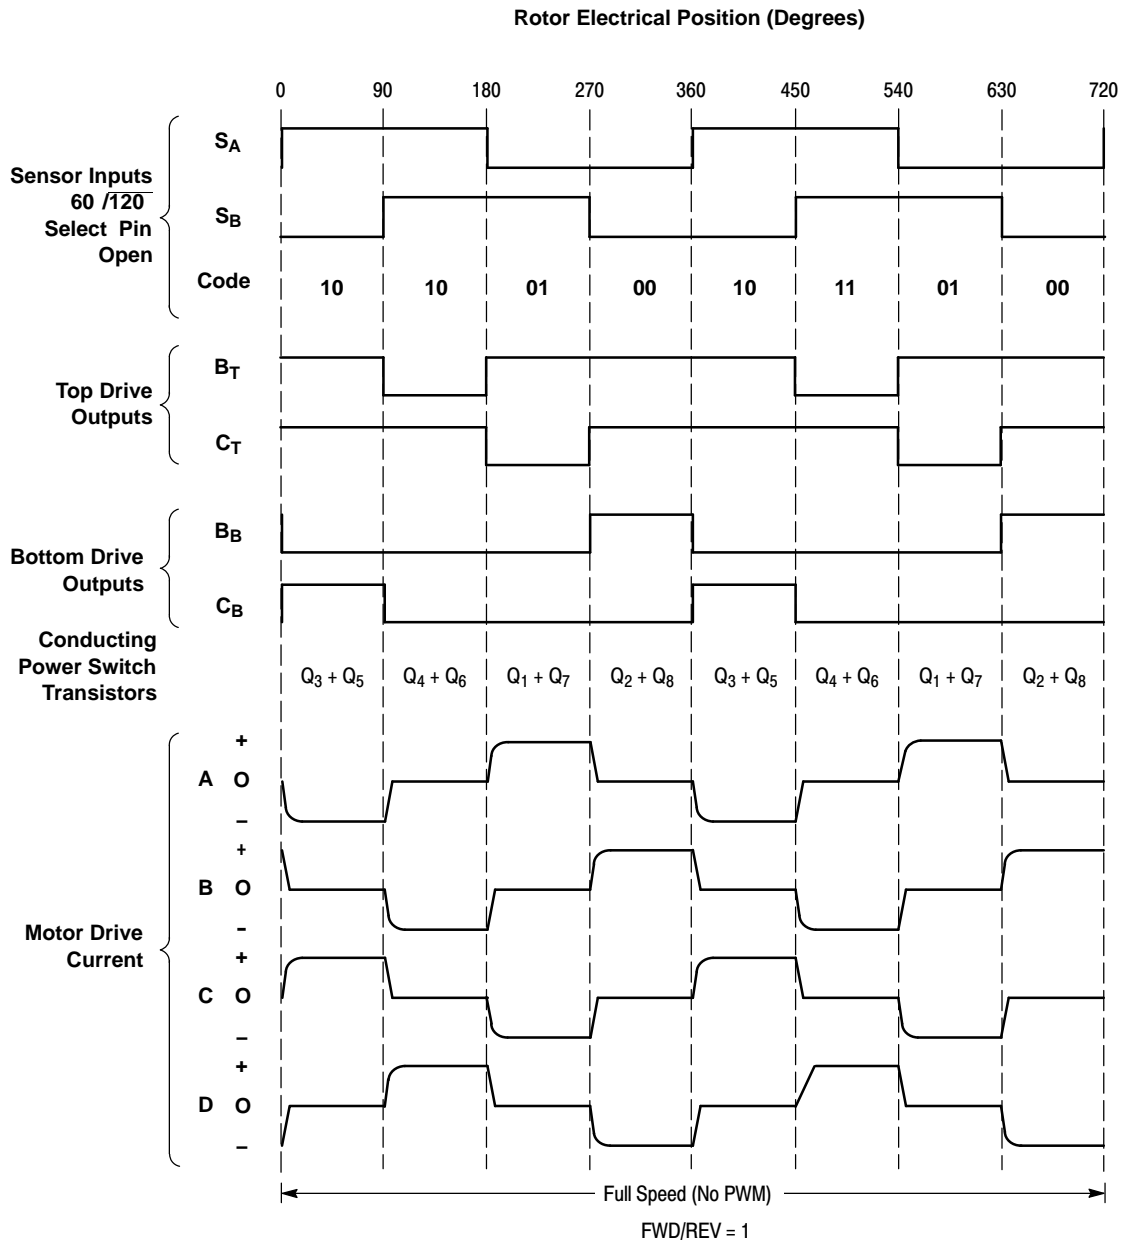 Rotor Electrical Position (Degrees)
0 90 180 270 360 450 540 630 720
Sensor Inputs
60 /120
Select Pin
Open
SA
SB
Code
10 10 01 00 10 11 01 00
Top Drive
Outputs
BT
CT
Bottom Drive
Outputs
BB
CB
Conducting
Power Switch
Transistors
Q3 + Q5 Q4 + Q6 Q1 + Q7 Q2 + Q8 Q3 + Q5 Q4 + Q6 Q1 + Q7 Q2 + Q8
Motor Drive
Current
+
A O
–
+
B O
–
+
C O
–
+
D O
–
Full Speed (No PWM)
FWD/REV = 1